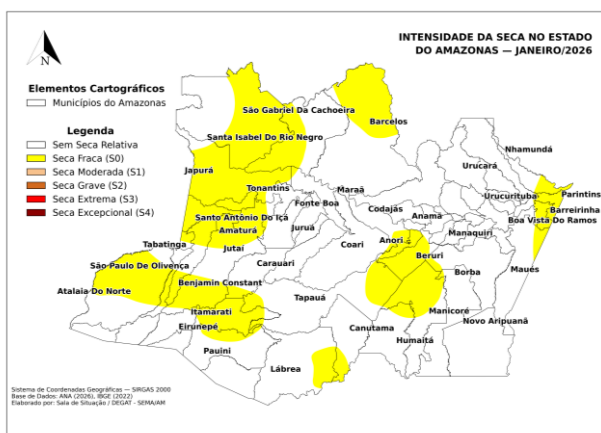 INTENSIDADE DA SECA NO ESTADO
DO AMAZONAS — JANEIRO/2026
N
Elementos Cartográficos
Municípios do Amazonas
Legenda
Sem Seca Relativa
Seca Fraca (S0)
Seca Moderada (S1)
Seca Grave (S2)
Seca Extrema (S3)
Seca Excepcional (S4)
São Gabriel Da Cachoeira
Barcelos
Santa Isabel Do Rio Negro
Nhamundá
Urucará
Japurá
Tonantins
Maraã
Urucurituba
Parintins
Fonte Boa
Codajás
Anamã
Barreirinha
Santo Antônio Do Içá
Boa Vista Do Ramos
Amaturá
Juruá
Manaquiri
Tabatinga
Jutaí
Coari
Anori
Beruri
São Paulo De Olivença
Carauari
Borba
Maués
Atalaia Do Norte
Benjamin Constant
Tapauá
Itamarati
Manicoré
Eirunepé
Canutama
Novo Aripuanã
Pauini
Humaitá
Lábrea
Sistema de Coordenadas Geográficas — SIRGAS 2000
Base de Dados: ANA (2026), IBGE (2022)
Elaborado por: Sala de Situação / DEGAT - SEMA/AM